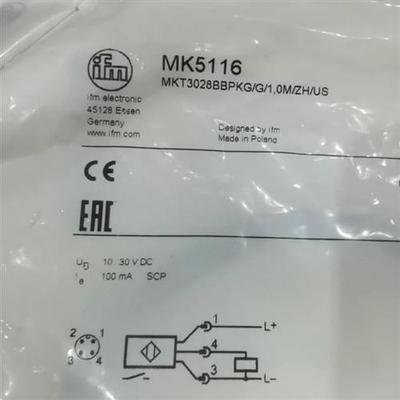 ifm
MK5116
MKT3028BBPKG/G/1,0M/ZH/US
ifm electronic
45128 Essen
Germany
www.ifm.com
Designed by ifm
Made in Poland
CE
EAC
UB 10...30 V DC
Ie 100 mA SCP
2 1
3 4
1 L+
4
3 L-